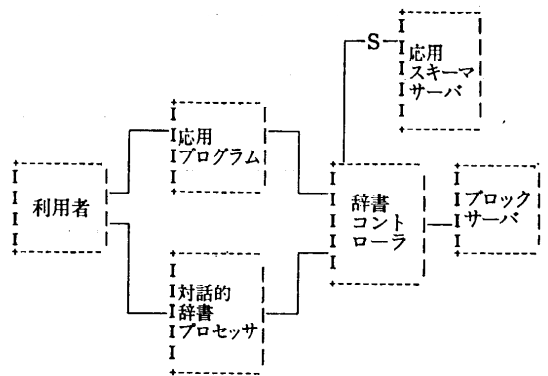 S
応用
スキーマ
サーバ
応用
プログラム
利用者
辞書
コント
ローラ
ブロック
サーバ
対話的
辞書
プロセッサ